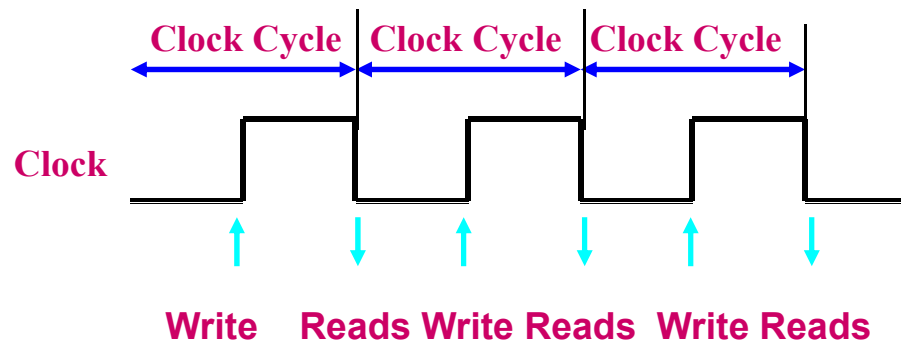 Clock Cycle Clock Cycle Clock Cycle
Clock
Write Reads Write Reads Write Reads